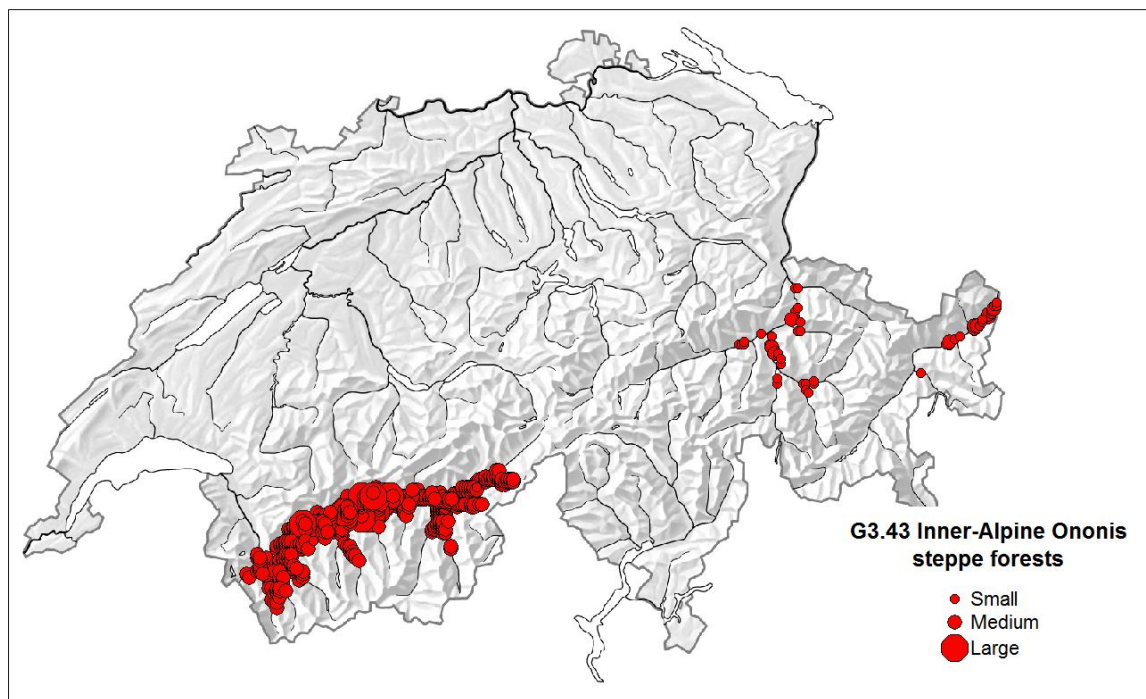 G3.43 Inner-Alpine Ononis
steppe forests
Small
Medium
Large